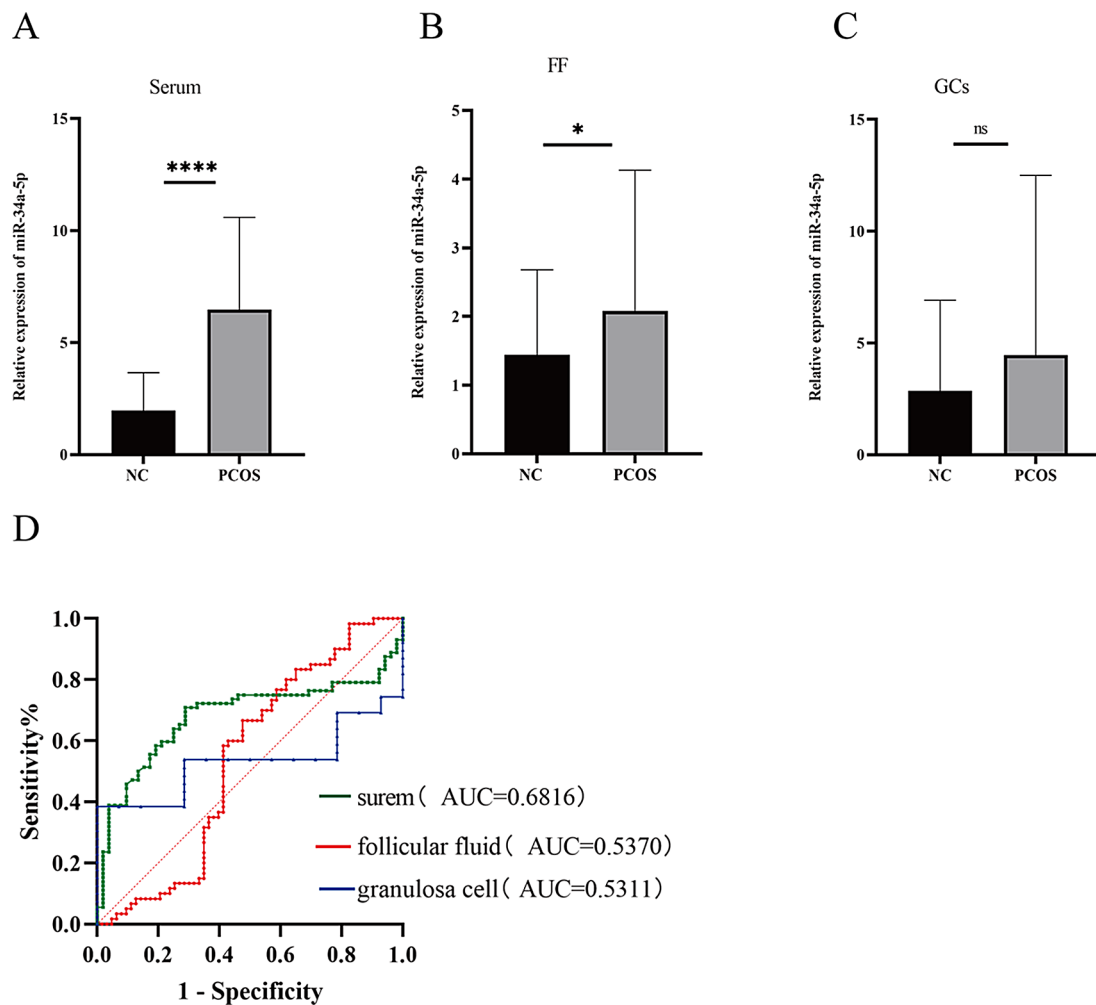 A
Serum
Relative expression of miR-34a-5p
15
10
5
0
****
NC
PCOS
B
FF
Relative expression of miR-34a-5p
5
4
3
2
1
0
*
NC
PCOS
C
GCs
Relative expression of miR-34a-5p
15
10
5
0
ns
NC
PCOS
D
Sensitivity%
1.0
0.8
0.6
0.4
0.2
0.0
surem( AUC=0.6816)
follicular fluid( AUC=0.5370)
granulosa cell( AUC=0.5311)
0.0 0.2 0.4 0.6 0.8 1.0
1 - Specificity